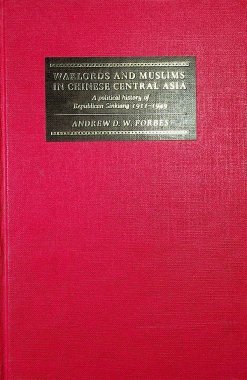 WARLORDS AND MUSLIMS
IN CHINESE CENTRAL ASIA
A political history of
Republican Sinkiang 1911–1949
ANDREW D. W. FORBES